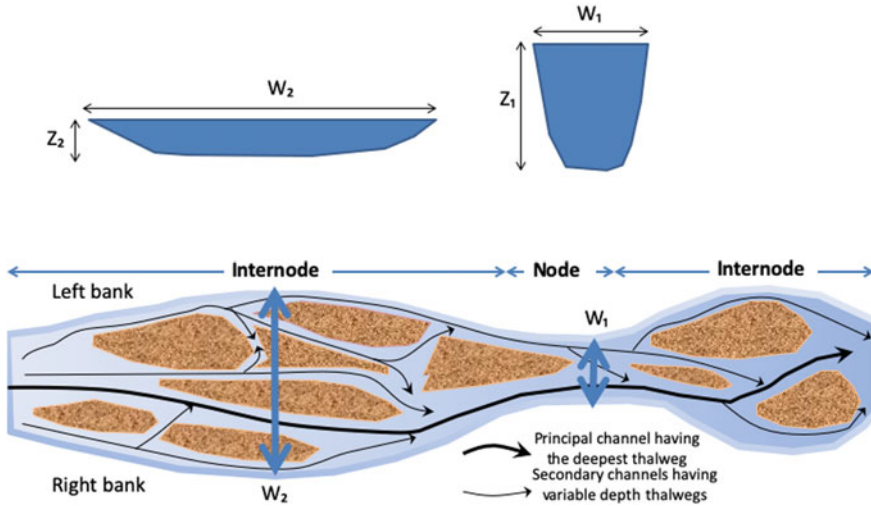 W₁
W₂
Z₁
Z₂
Internode
Node
Internode
Left bank
W₁
Principal channel having
the deepest thalweg
Secondary channels having
variable depth thalwegs
Right bank
W₂